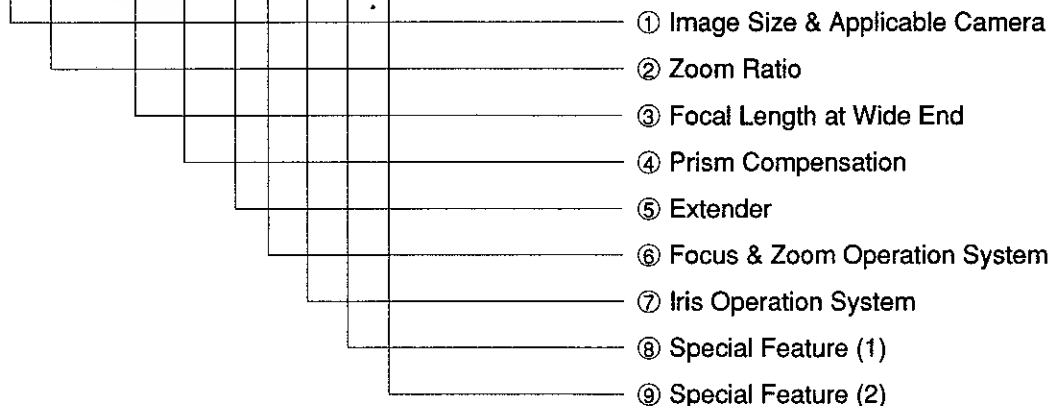 ① Image Size & Applicable Camera
② Zoom Ratio
③ Focal Length at Wide End
④ Prism Compensation
⑤ Extender
⑥ Focus & Zoom Operation System
⑦ Iris Operation System
⑧ Special Feature (1)
⑨ Special Feature (2)